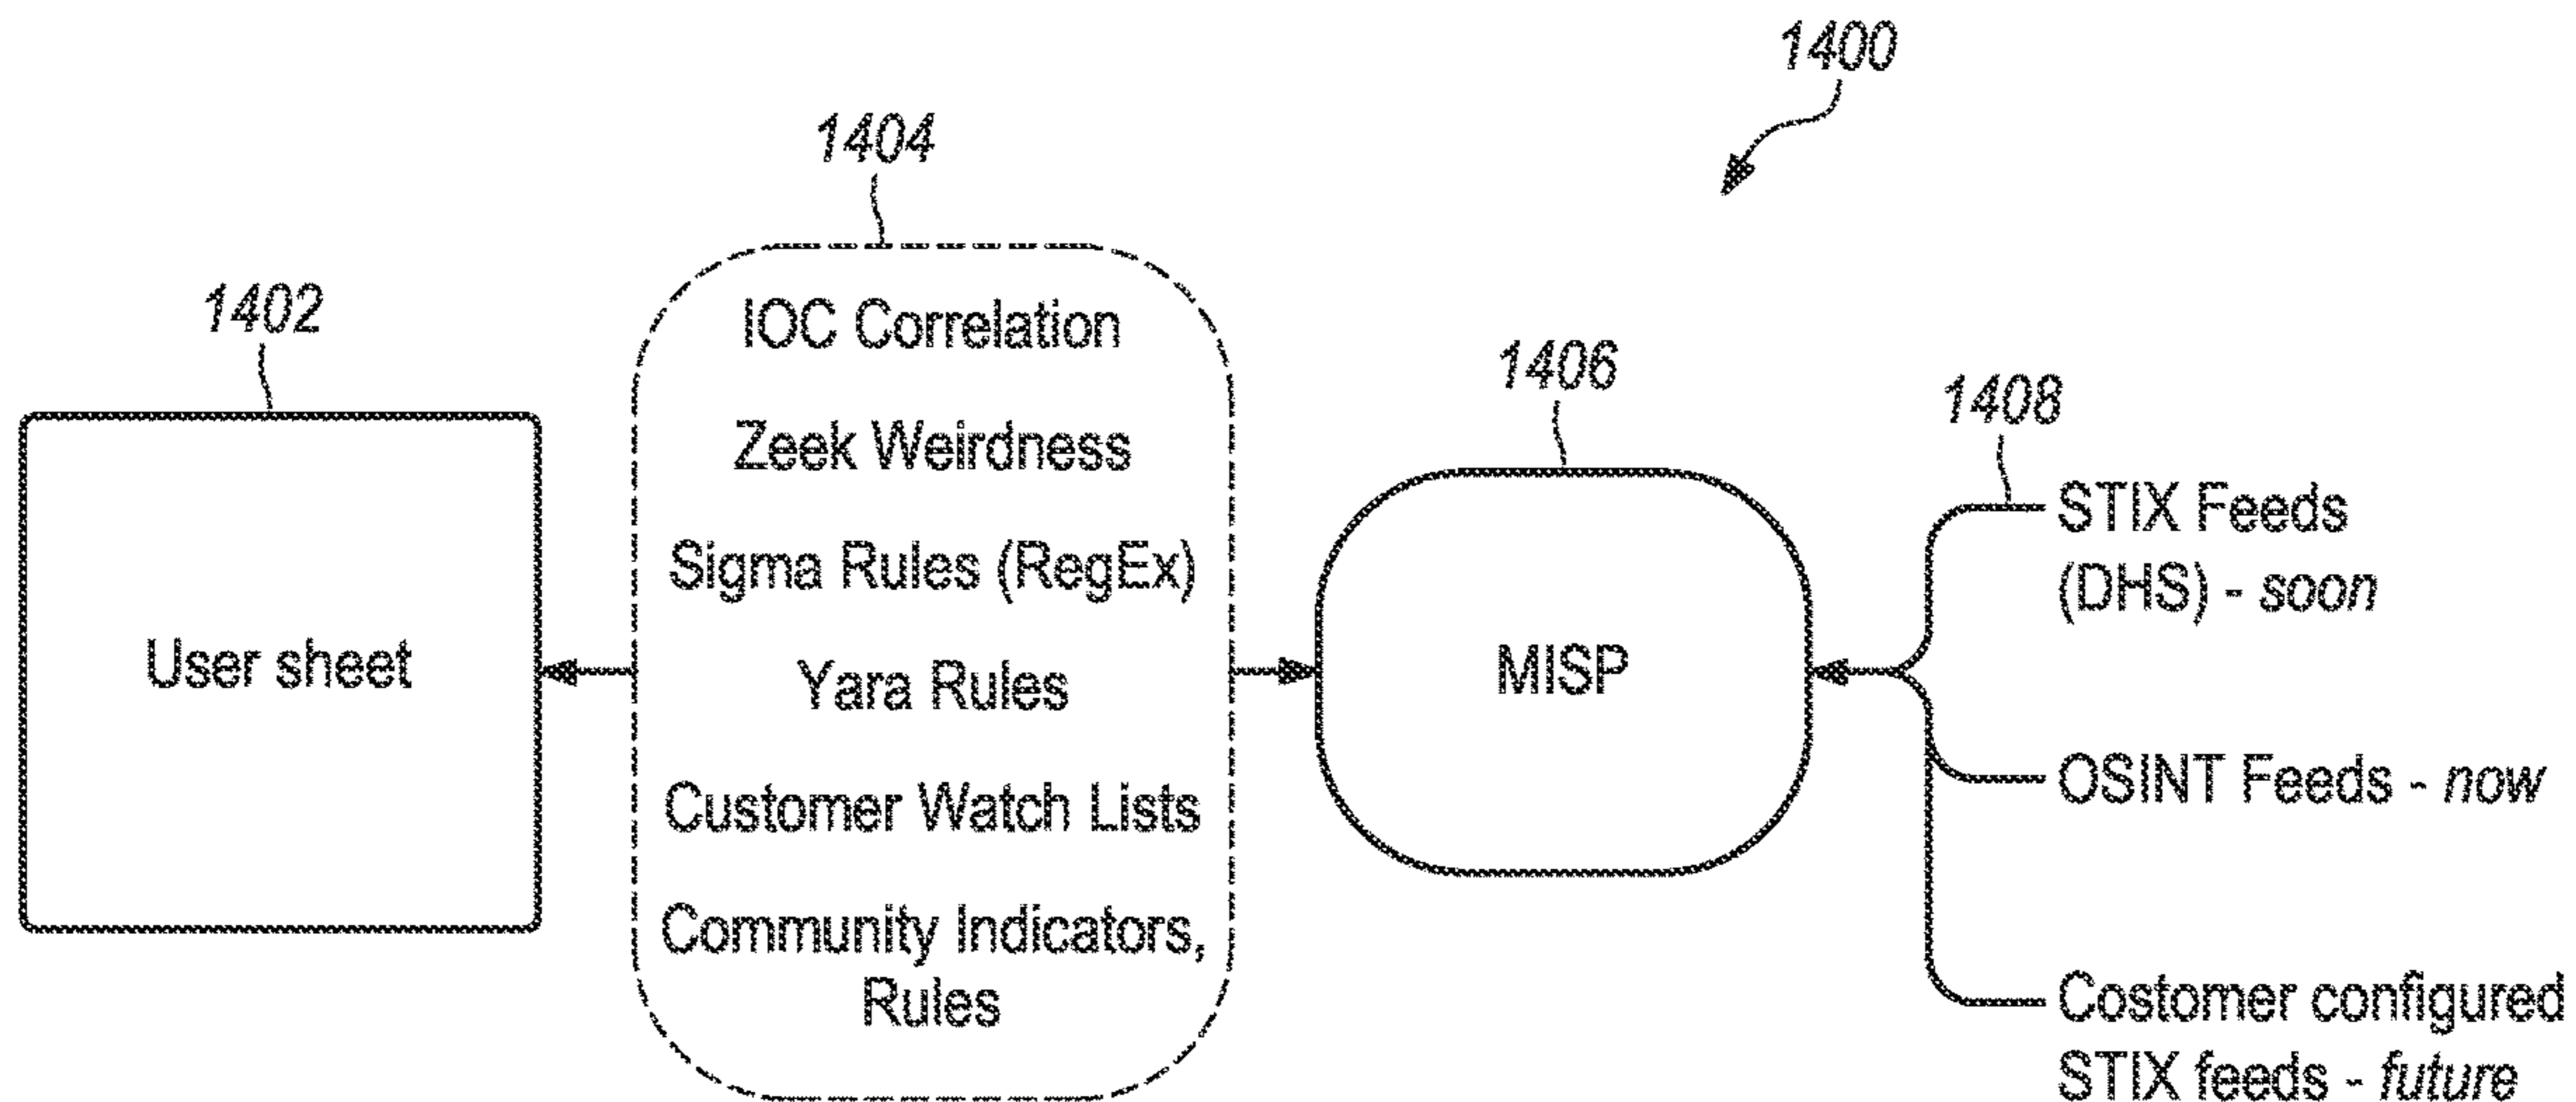 1400
1404
1402
IOC Correlation
Zeek Weirdness
Sigma Rules (RegEx)
Yara Rules
Customer Watch Lists
Community Indicators,
Rules
User sheet
1406
MISP
1408
STIX Feeds
(DHS) - soon
OSINT Feeds - now
Costomer configured
STIX feeds - future